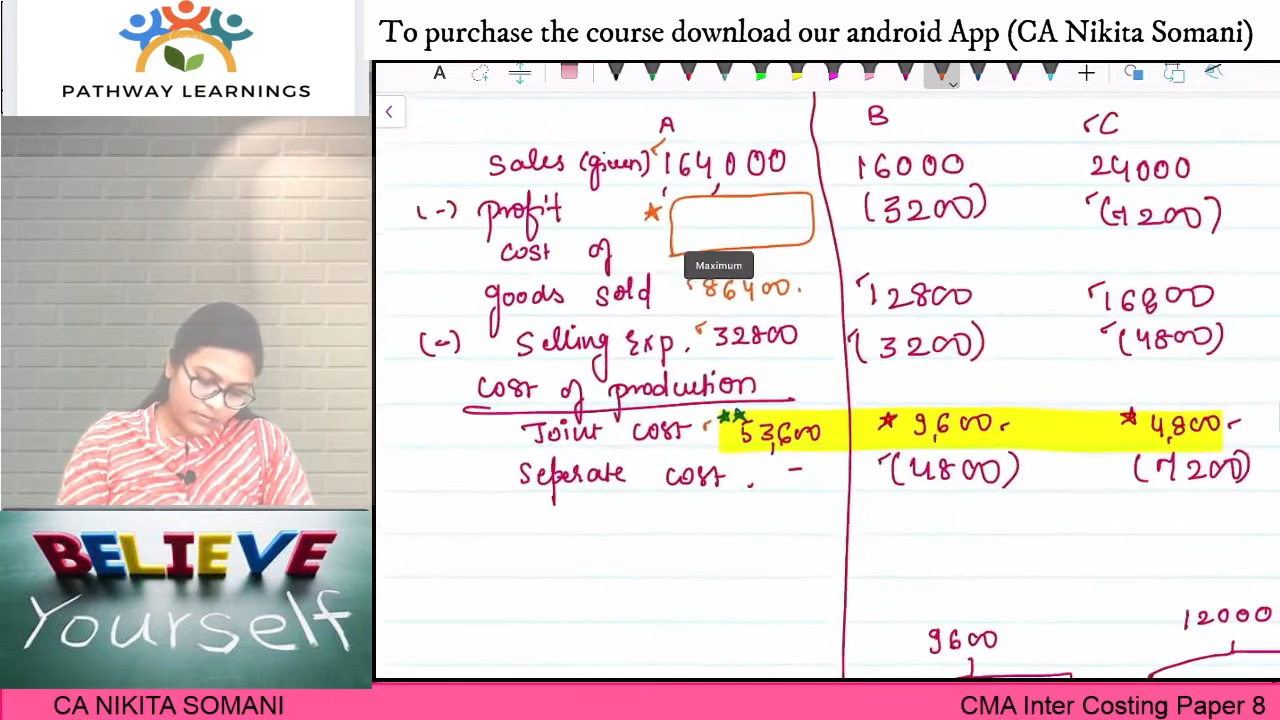 To purchase the course download our android App (CA Nikita Somani)
PATHWAY LEARNINGS
A B C
Sales (given) 164000 16000 24000
(-) profit (3200) (7200)
cost of
Maximum
goods sold 86400. 12800 16800
(-) Selling Exp. 32800 (3200) (4800)
Cost of production
Joint cost 53,600 9,600 4,800
Seperate cost. - (4800) (7200)
9600 12000
BELIEVE
Yourself
CA NIKITA SOMANI CMA Inter Costing Paper 8